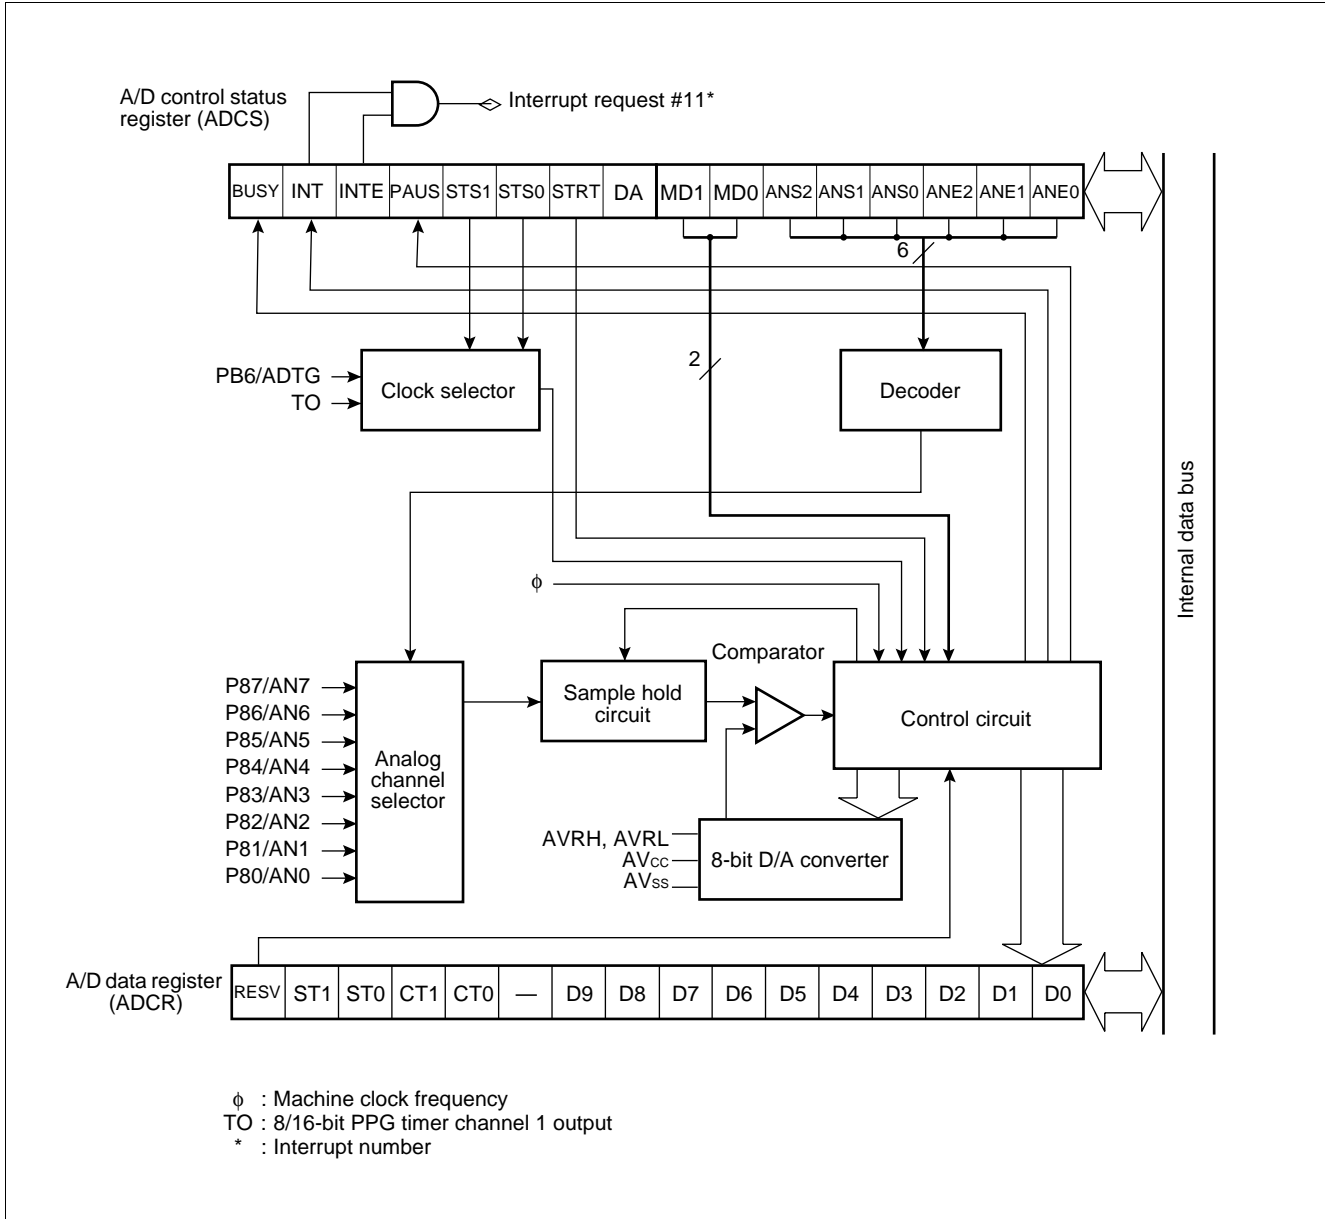 A/D control status
register (ADCS)
Interrupt request #11*
BUSY INT INTE PAUS STS1 STS0 STRT DA MD1 MD0 ANS2 ANS1 ANS0 ANE2 ANE1 ANE0
6
2
PB6/ADTG
TO
Clock selector
Decoder
Internal data bus
ϕ
Comparator
P87/AN7
P86/AN6
P85/AN5
P84/AN4
P83/AN3
P82/AN2
P81/AN1
P80/AN0
Analog
channel
selector
Sample hold
circuit
Control circuit
AVRH, AVRL
AVCC
AVSS
8-bit D/A converter
A/D data register
(ADCR)
RESV ST1 ST0 CT1 CT0 — D9 D8 D7 D6 D5 D4 D3 D2 D1 D0
ϕ : Machine clock frequency
TO : 8/16-bit PPG timer channel 1 output
* : Interrupt number